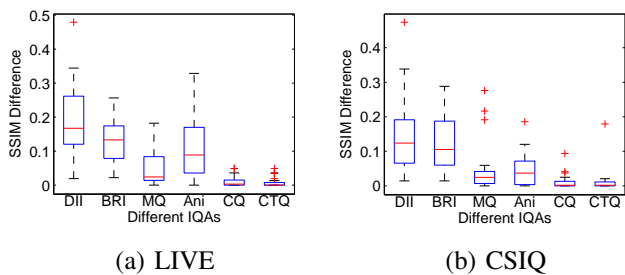 0.5
0.4
0.3
0.2
0.1
0
SSIM Difference
DII BRI MQ Ani CQ CTQ
Different IQAs
(a) LIVE
0.5
0.4
0.3
0.2
0.1
0
SSIM Difference
DII BRI MQ Ani CQ CTQ
Different IQAs
(b) CSIQ